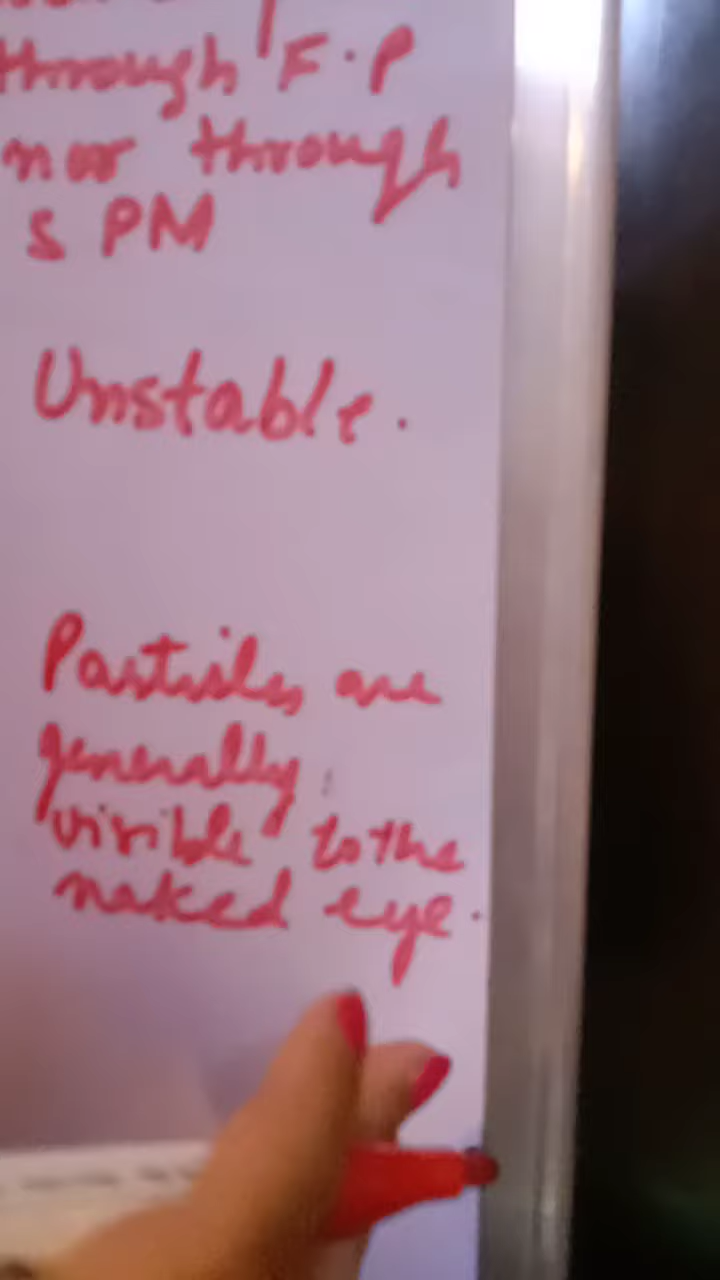 through F.P
nor through
S PM
Unstable.
Particles are
generally
visible to the
naked eye.